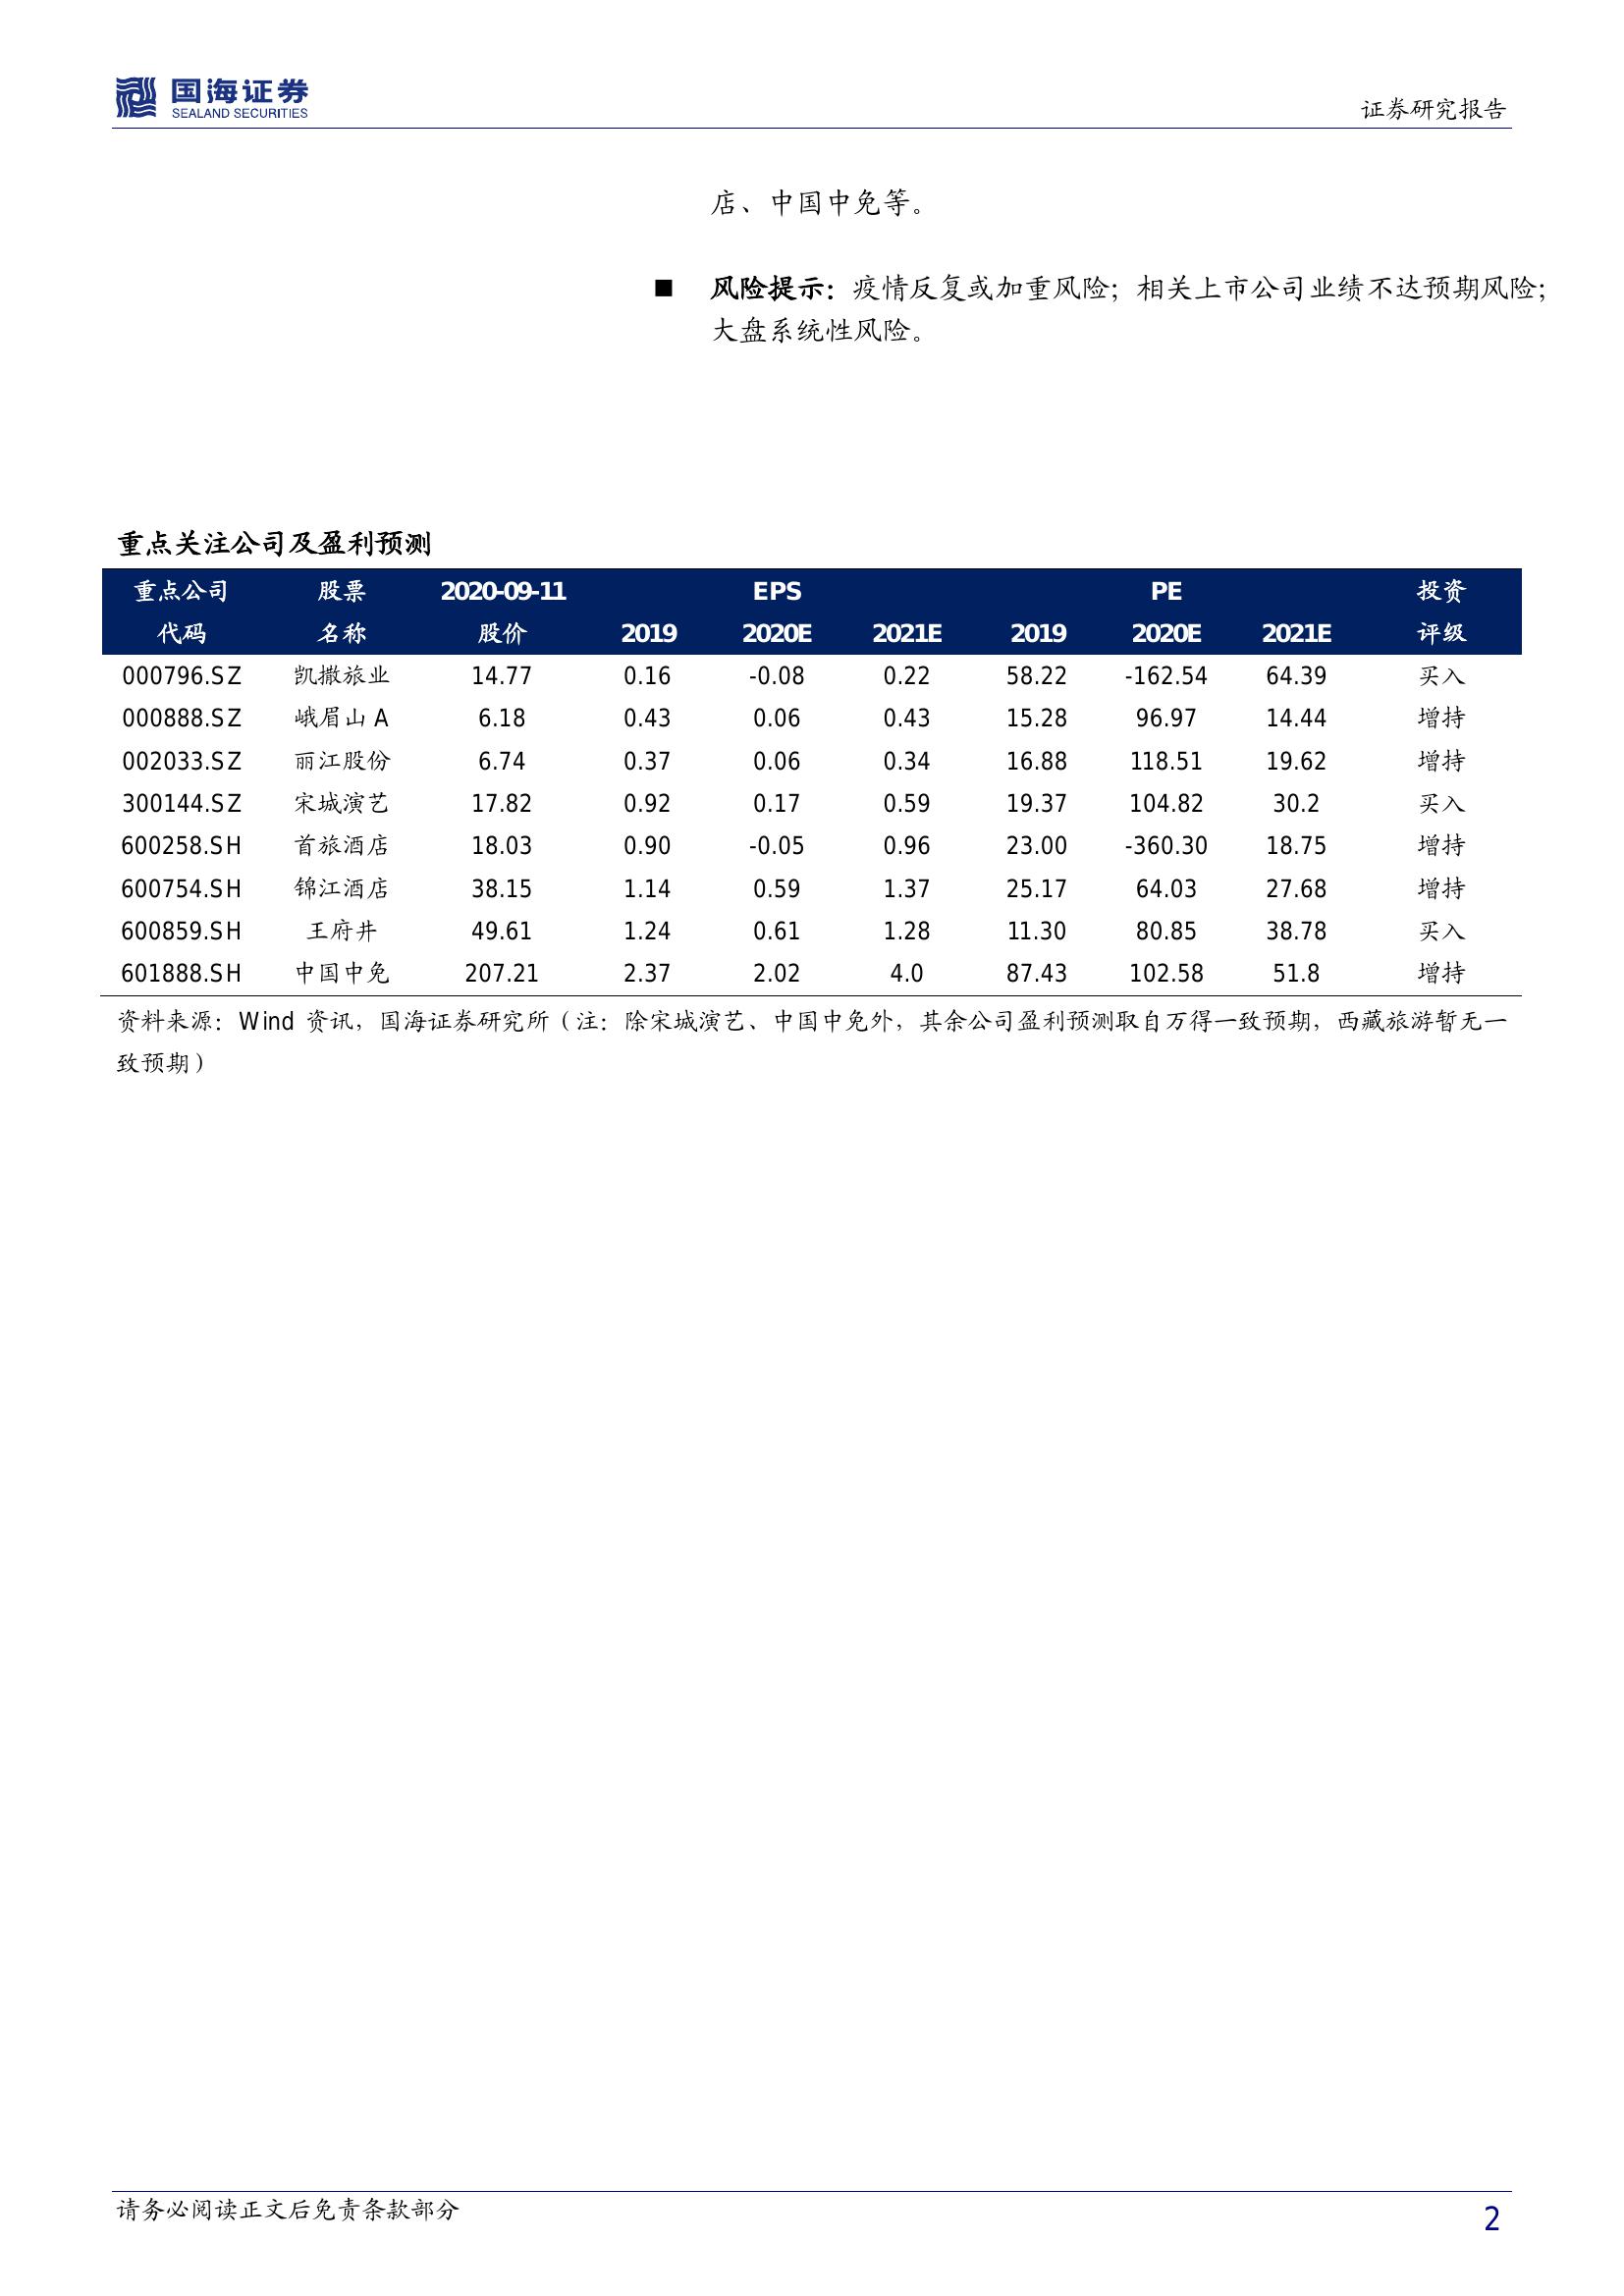 国海证券
SEALAND SECURITIES
证券研究报告
店、中国中免等。
■ 风险提示：疫情反复或加重风险；相关上市公司业绩不达预期风险；
大盘系统性风险。
重点关注公司及盈利预测
重点公司 股票 2020-09-11 EPS PE 投资
代码 名称 股价 2019 2020E 2021E 2019 2020E 2021E 评级
000796.SZ 凯撒旅业 14.77 0.16 -0.08 0.22 58.22 -162.54 64.39 买入
000888.SZ 峨眉山 A 6.18 0.43 0.06 0.43 15.28 96.97 14.44 增持
002033.SZ 丽江股份 6.74 0.37 0.06 0.34 16.88 118.51 19.62 增持
300144.SZ 宋城演艺 17.82 0.92 0.17 0.59 19.37 104.82 30.2 买入
600258.SH 首旅酒店 18.03 0.90 -0.05 0.96 23.00 -360.30 18.75 增持
600754.SH 锦江酒店 38.15 1.14 0.59 1.37 25.17 64.03 27.68 增持
600859.SH 王府井 49.61 1.24 0.61 1.28 11.30 80.85 38.78 买入
601888.SH 中国中免 207.21 2.37 2.02 4.0 87.43 102.58 51.8 增持
资料来源：Wind 资讯，国海证券研究所（注：除宋城演艺、中国中免外，其余公司盈利预测取自万得一致预期，西藏旅游暂无一
致预期）
请务必阅读正文后免责条款部分
2